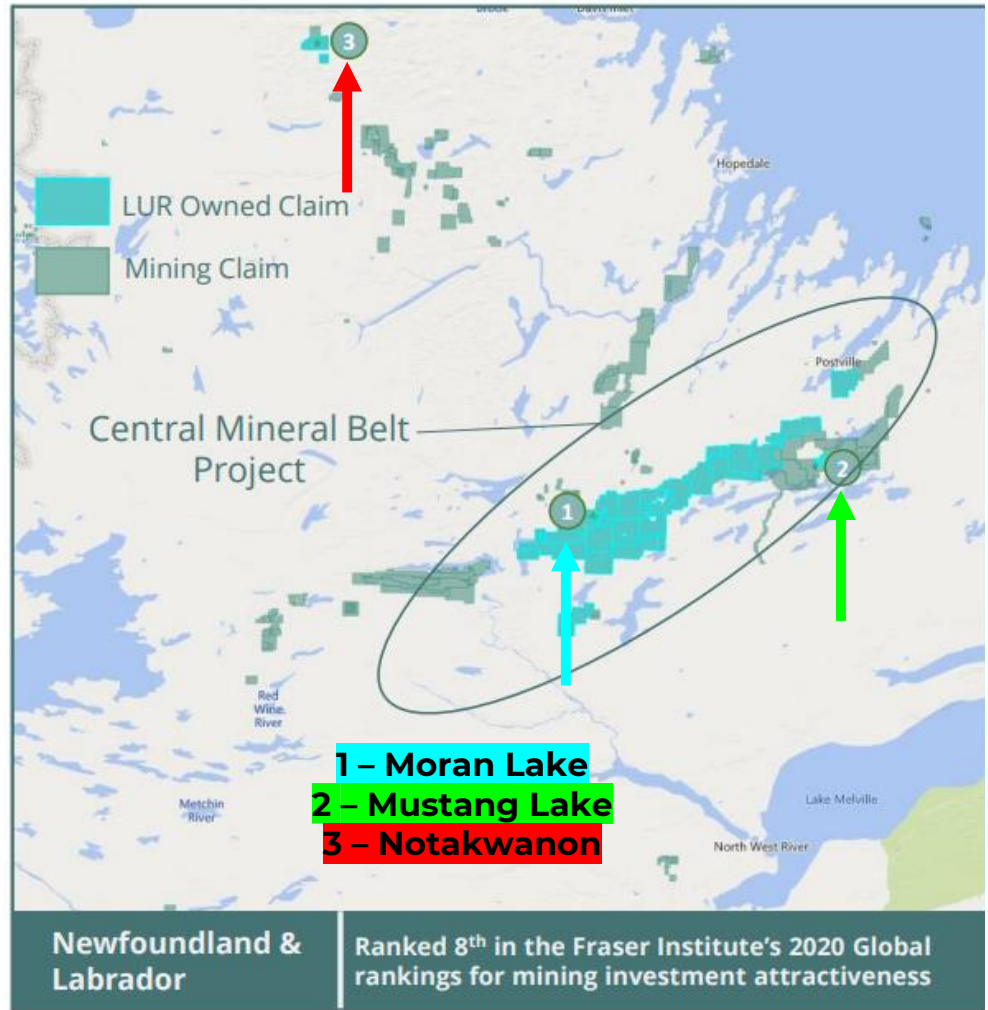 Davis Inlet
3
Hopedale
LUR Owned Claim
Mining Claim
Postville
Central Mineral Belt
Project
2
1
Red
Wine
River
1 – Moran Lake
2 – Mustang Lake
3 – Notakwanon
Metchin
River
Lake Melville
North West River
Newfoundland &
Labrador
Ranked 8th in the Fraser Institute's 2020 Global
rankings for mining investment attractiveness